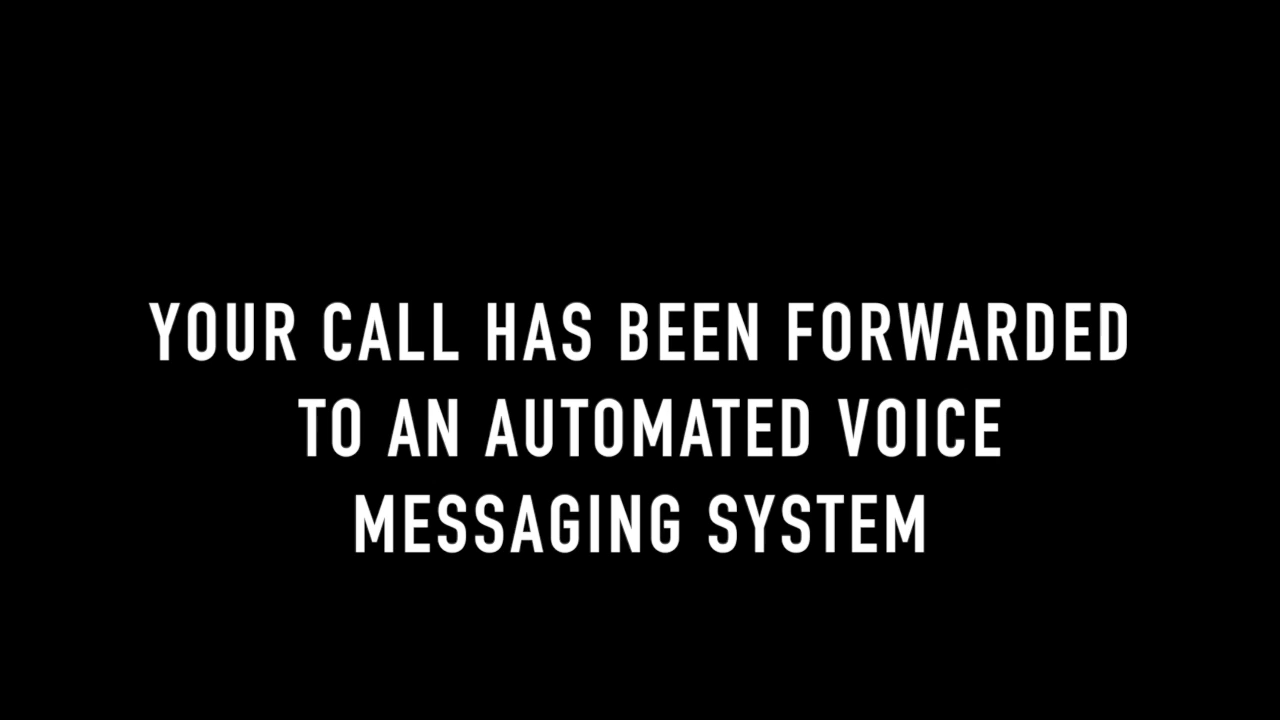 YOUR CALL HAS BEEN FORWARDED
TO AN AUTOMATED VOICE
MESSAGING SYSTEM